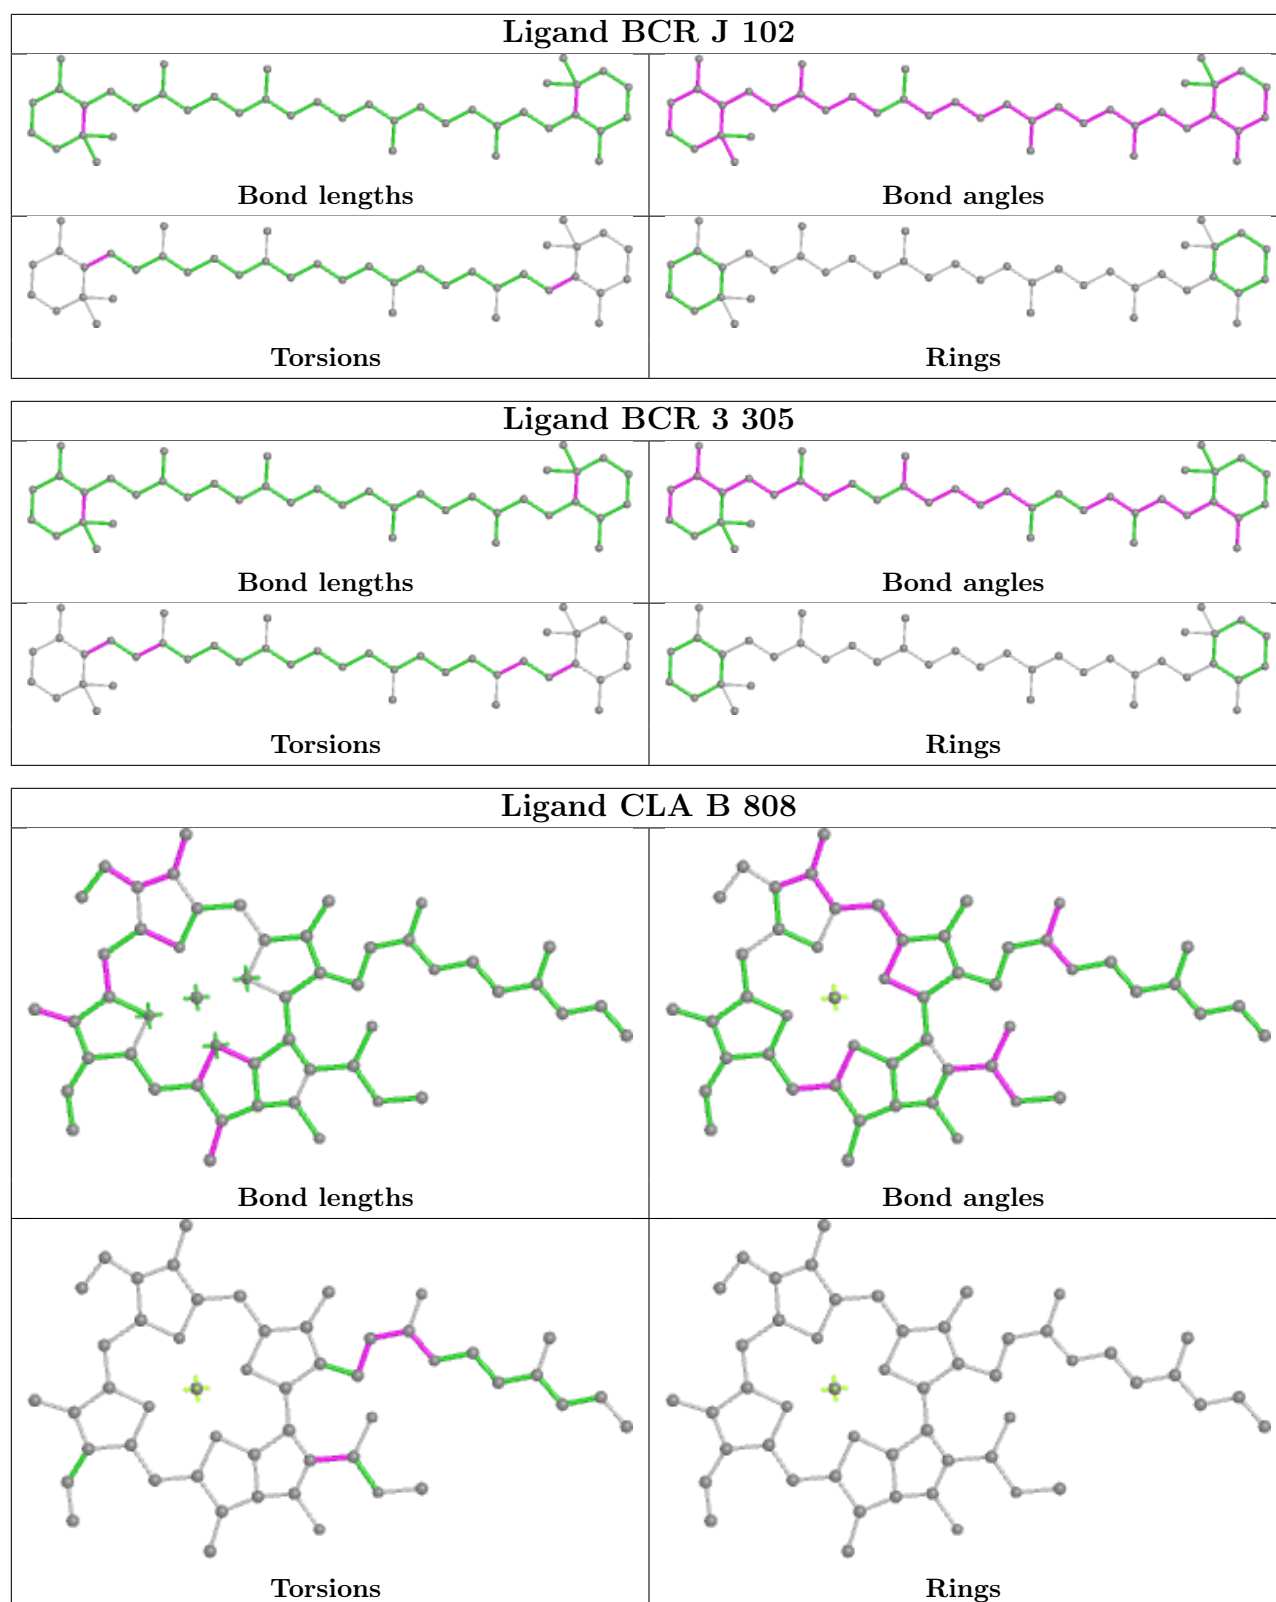 Ligand BCR J 102
Bond lengths
Bond angles
Torsions
Rings
Ligand BCR 3 305
Bond lengths
Bond angles
Torsions
Rings
Ligand CLA B 808
Bond lengths
Bond angles
Torsions
Rings